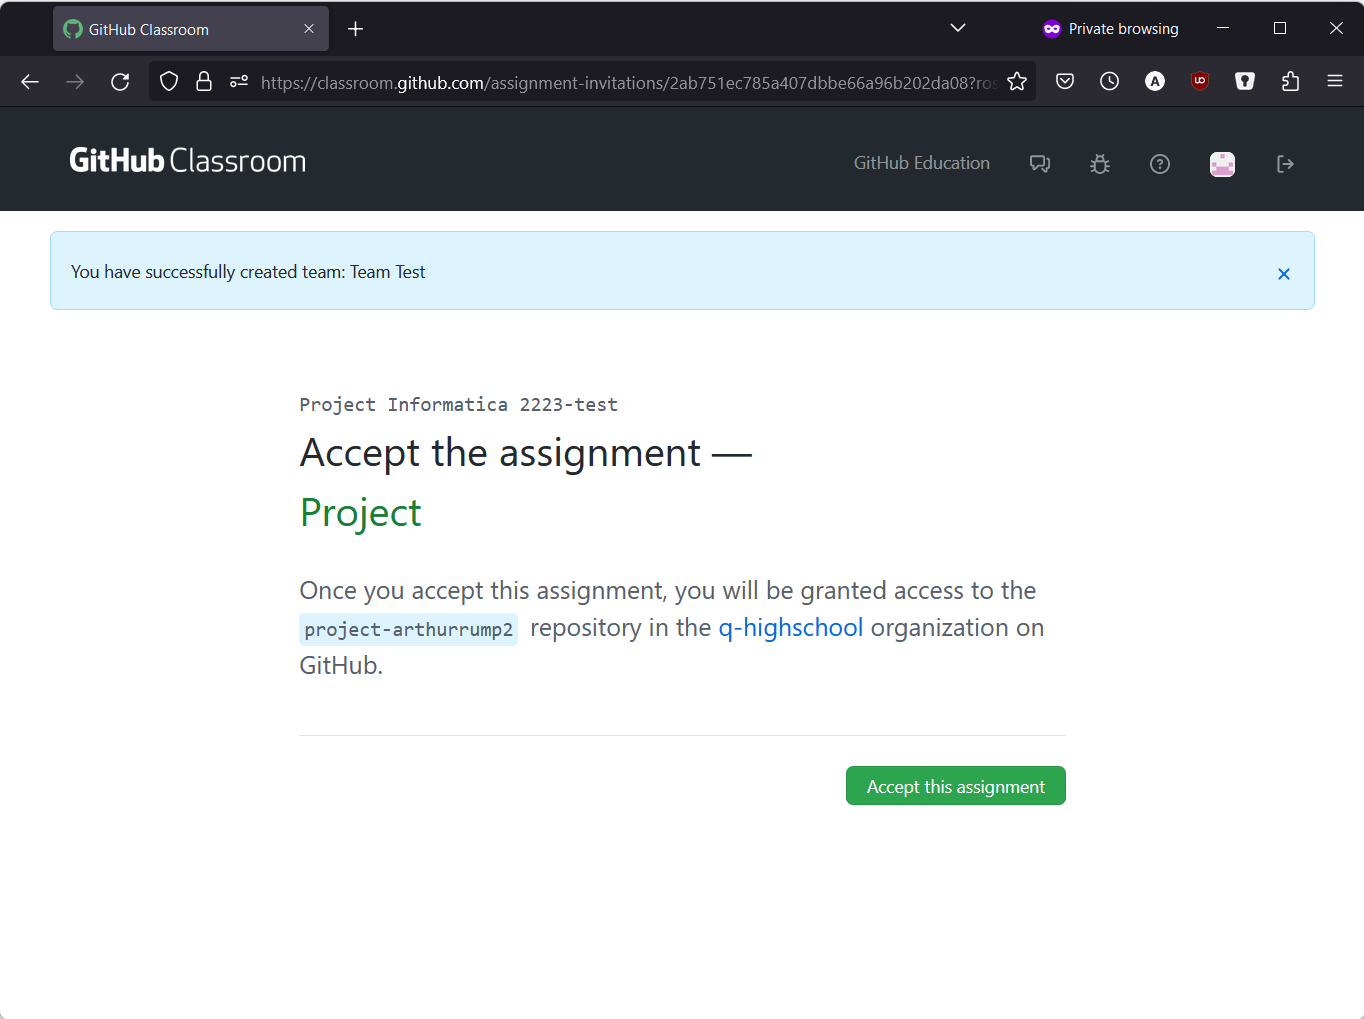 GitHub Classroom
Private browsing
https://classroom.github.com/assignment-invitations/2ab751ec785a407dbbe66a96b202da08?ros
GitHub Classroom
GitHub Education
You have successfully created team: Team Test
Project Informatica 2223-test
Accept the assignment —
Project
Once you accept this assignment, you will be granted access to the
project-arthurrump2 repository in the q-highschool organization on
GitHub.
Accept this assignment